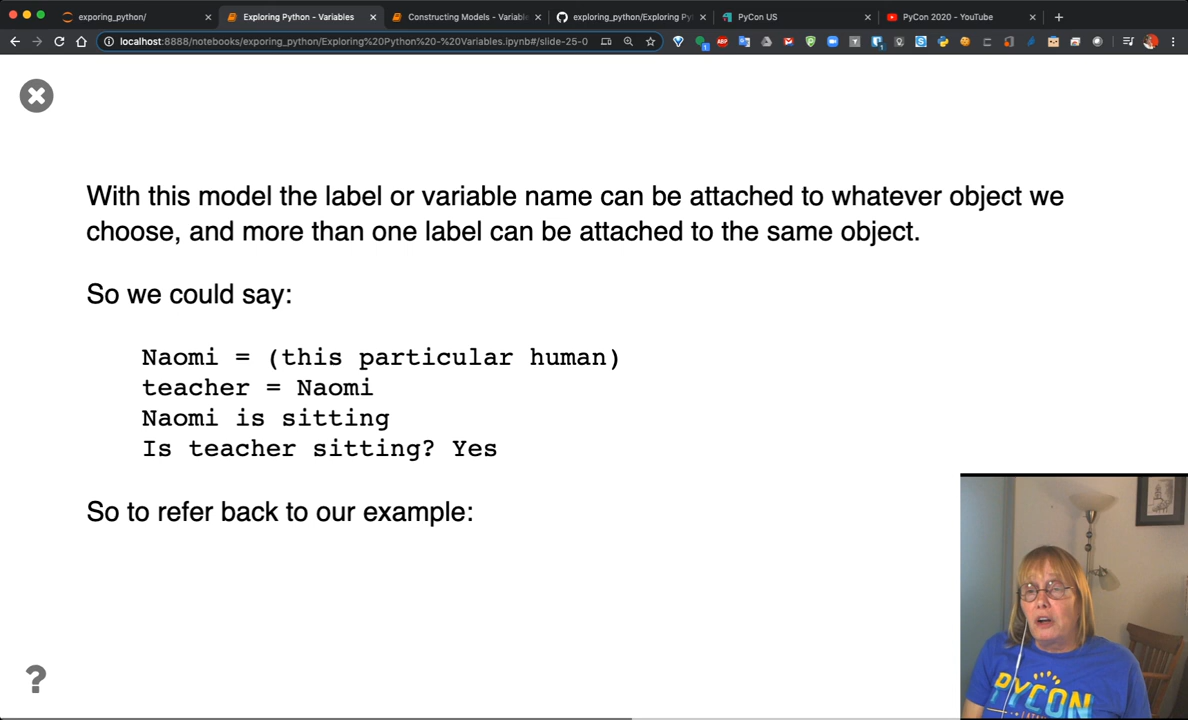 exporing_python/
Exploring Python - Variables
Constructing Models - Variabl
exploring_python/Exploring Py
PyCon US
PyCon 2020 - YouTube
localhost:8888/notebooks/exporing_python/Exploring%20Python%20-%20Variables.ipynb#/slide-25-0
With this model the label or variable name can be attached to whatever object we
choose, and more than one label can be attached to the same object.
So we could say:
Naomi = (this particular human)
teacher = Naomi
Naomi is sitting
Is teacher sitting? Yes
So to refer back to our example:
?
PYCON